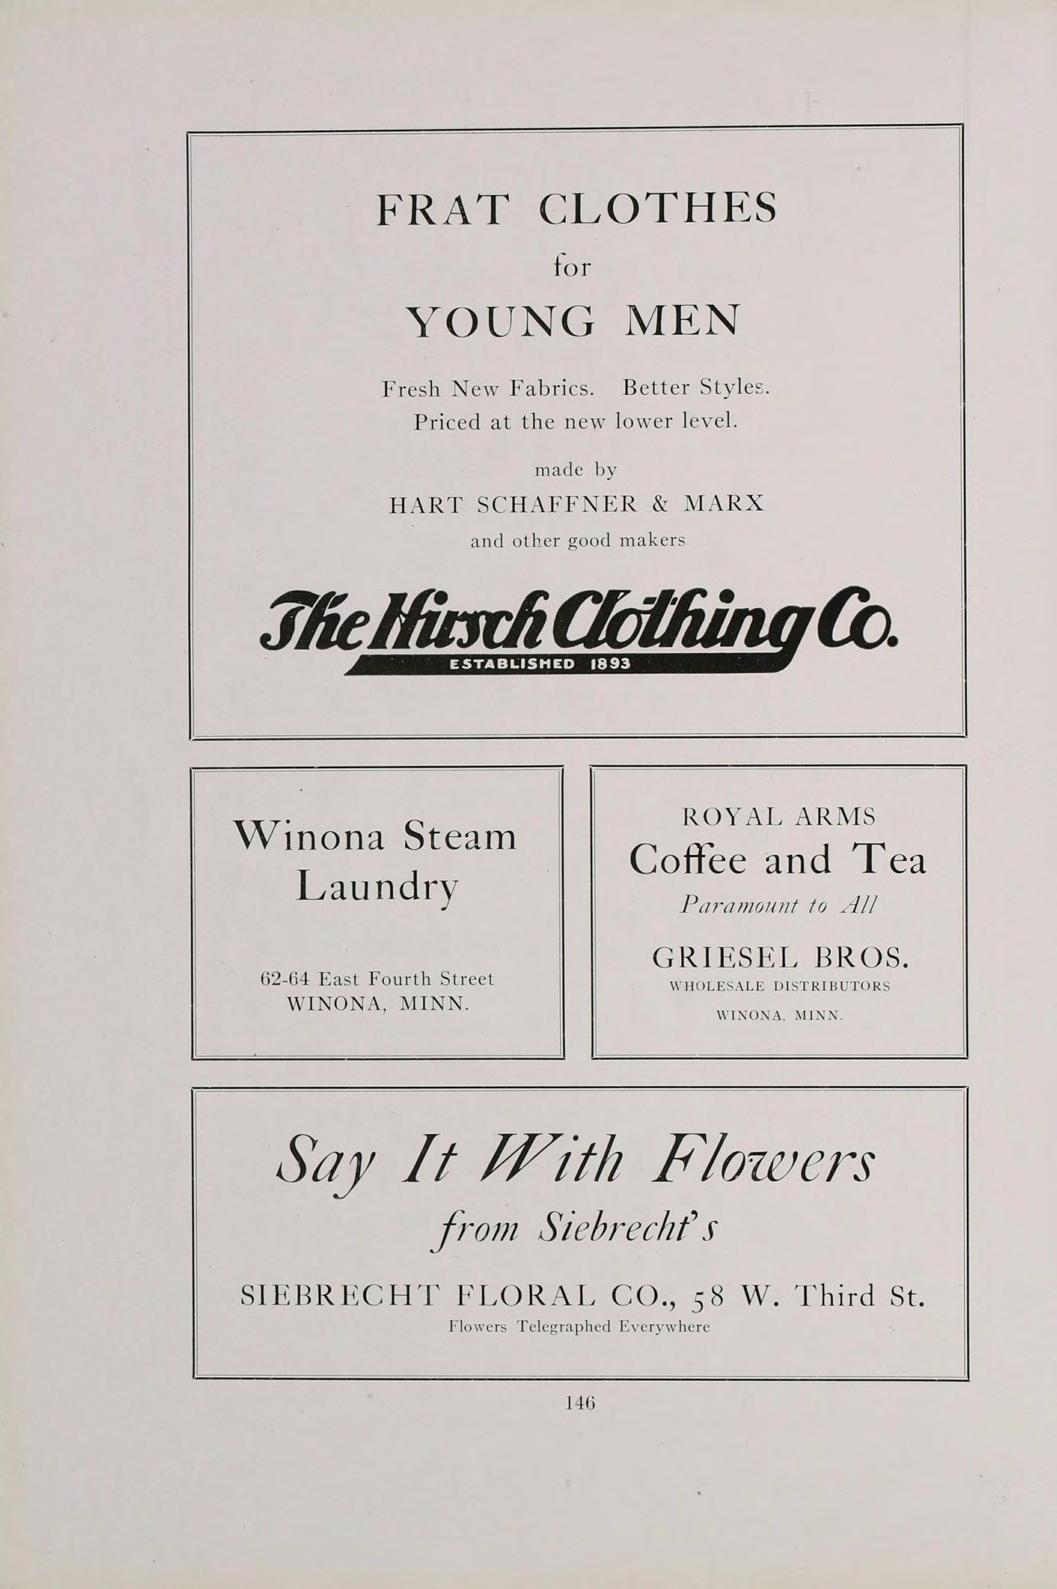 FRAT CLOTHES
for
YOUNG MEN
Fresh New Fabrics. Better Styles.
Priced at the new lower level.
made by
HART SCHAFFNER & MARX
and other good makers
The Hirsch Clothing Co.
ESTABLISHED 1893
Winona Steam
Laundry
62-64 East Fourth Street
WINONA, MINN.
ROYAL ARMS
Coffee and Tea
Paramount to All
GRIESEL BROS.
WHOLESALE DISTRIBUTORS
WINONA, MINN.
Say It With Flowers
from Siebrecht's
SIEBRECHT FLORAL CO., 58 W. Third St.
Flowers Telegraphed Everywhere
146